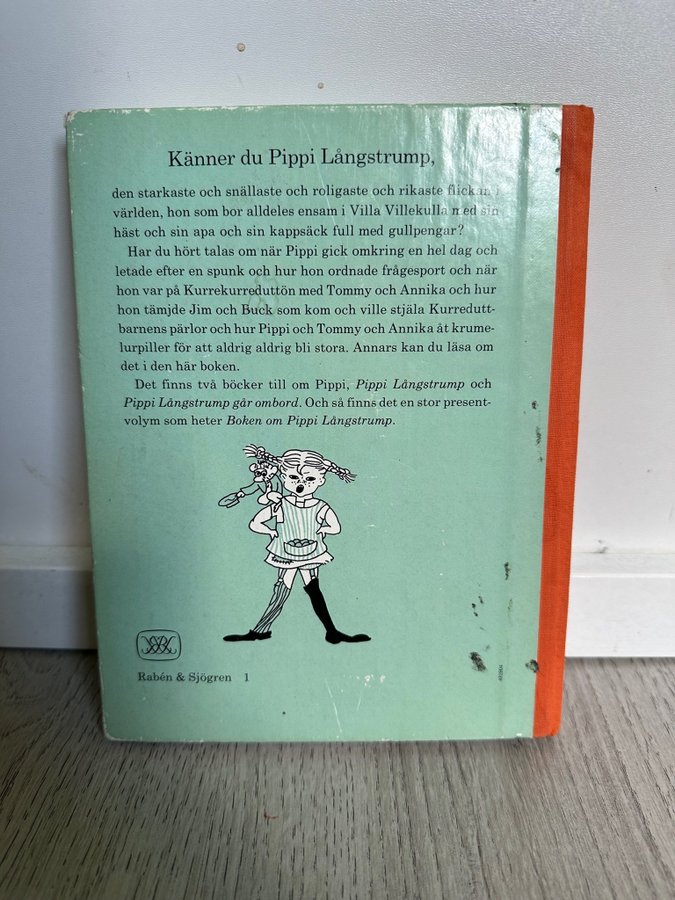 Känner du Pippi Långstrump,
den starkaste och snällaste och roligaste och rikaste flickan i
världen, hon som bor alldeles ensam i Villa Villekulla med sin
häst och sin apa och sin kappsäck full med gullpengar?
Har du hört talas om när Pippi gick omkring en hel dag och
letade efter en spunk och hur hon ordnade frågesport och när
hon var på Kurrekurreduttön med Tommy och Annika och hur
hon tämjde Jim och Buck som kom och ville stjäla Kurredutt-
barnens pärlor och hur Pippi och Tommy och Annika åt krume-
lurpiller för att aldrig aldrig bli stora. Annars kan du läsa om
det i den här boken.
Det finns två böcker till om Pippi, Pippi Långstrump och
Pippi Långstrump går ombord. Och så finns det en stor present-
volym som heter Boken om Pippi Långstrump.
Rabén & Sjögren 1